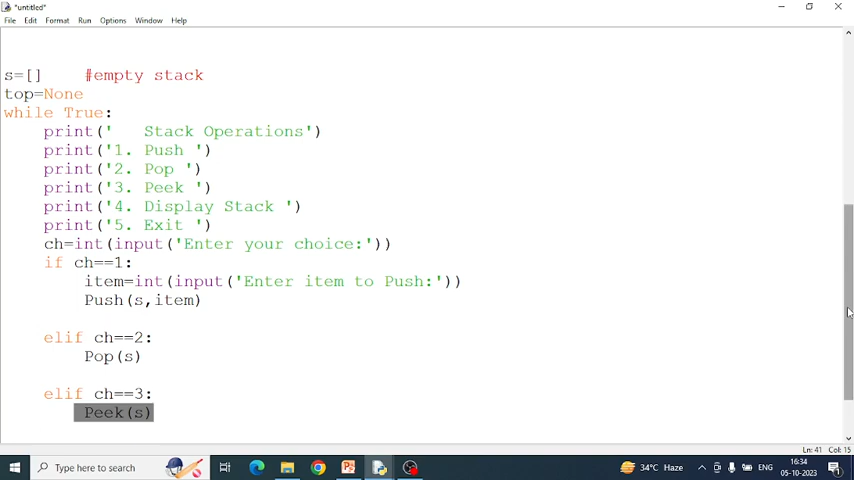 *untitled*
File Edit Format Run Options Window Help
s=[]    #empty stack
top=None
while True:
    print('   Stack Operations')
    print('1. Push ')
    print('2. Pop ')
    print('3. Peek ')
    print('4. Display Stack ')
    print('5. Exit ')
    ch=int(input('Enter your choice:'))
    if ch==1:
        item=int(input('Enter item to Push:'))
        Push(s,item)
    elif ch==2:
        Pop(s)
    elif ch==3:
        Peek(s)
Ln: 41 Col: 15
Type here to search
34°C Haze
ENG
16:34
05-10-2023
1